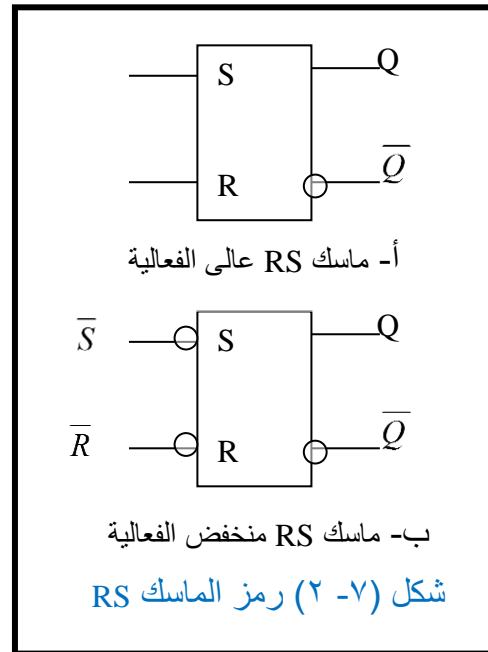 S Q
R Q̅
أ- ماسك RS عالى الفعالية
S̅ S Q
R̅ R Q̅
ب- ماسك RS منخفض الفعالية
شكل (٧- ٢) رمز الماسك RS